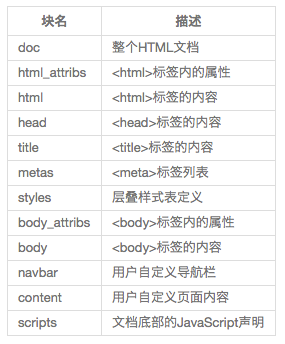 块名 描述
doc 整个HTML文档
html_attribs <html>标签内的属性
html <html>标签的内容
head <head>标签的内容
title <title>标签的内容
metas <meta>标签列表
styles 层叠样式表定义
body_attribs <body>标签内的属性
body <body>标签的内容
navbar 用户自定义导航栏
content 用户自定义页面内容
scripts 文档底部的JavaScript声明